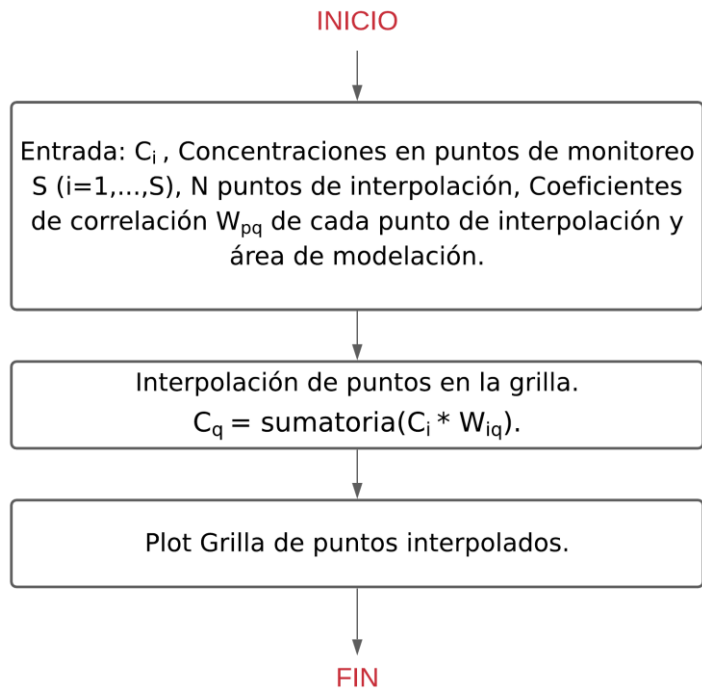 INICIO
Entrada: Cᵢ , Concentraciones en puntos de monitoreo
S (i=1,...,S), N puntos de interpolación, Coeficientes
de correlación Wpq de cada punto de interpolación y
área de modelación.
Interpolación de puntos en la grilla.
Cq = sumatoria(Ci * Wiq).
Plot Grilla de puntos interpolados.
FIN